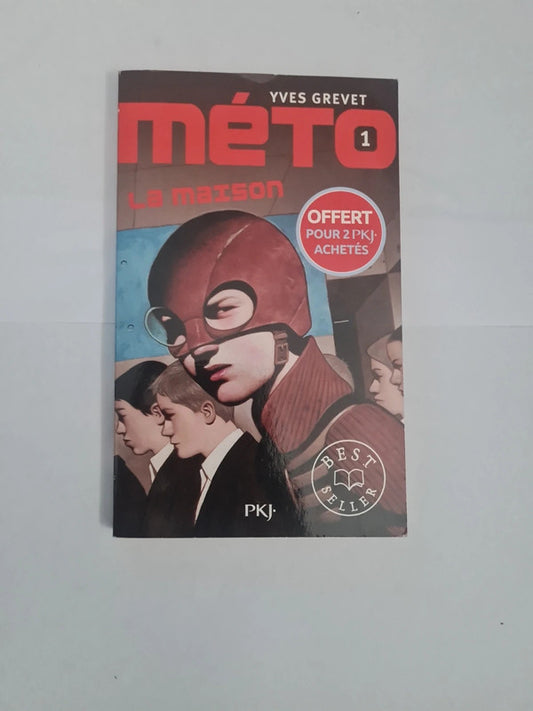 YVES GREVET
MéTO
1
La maison
OFFERT
POUR 2 PKJ·
ACHETÉS
BEST
SELLER
PKJ·